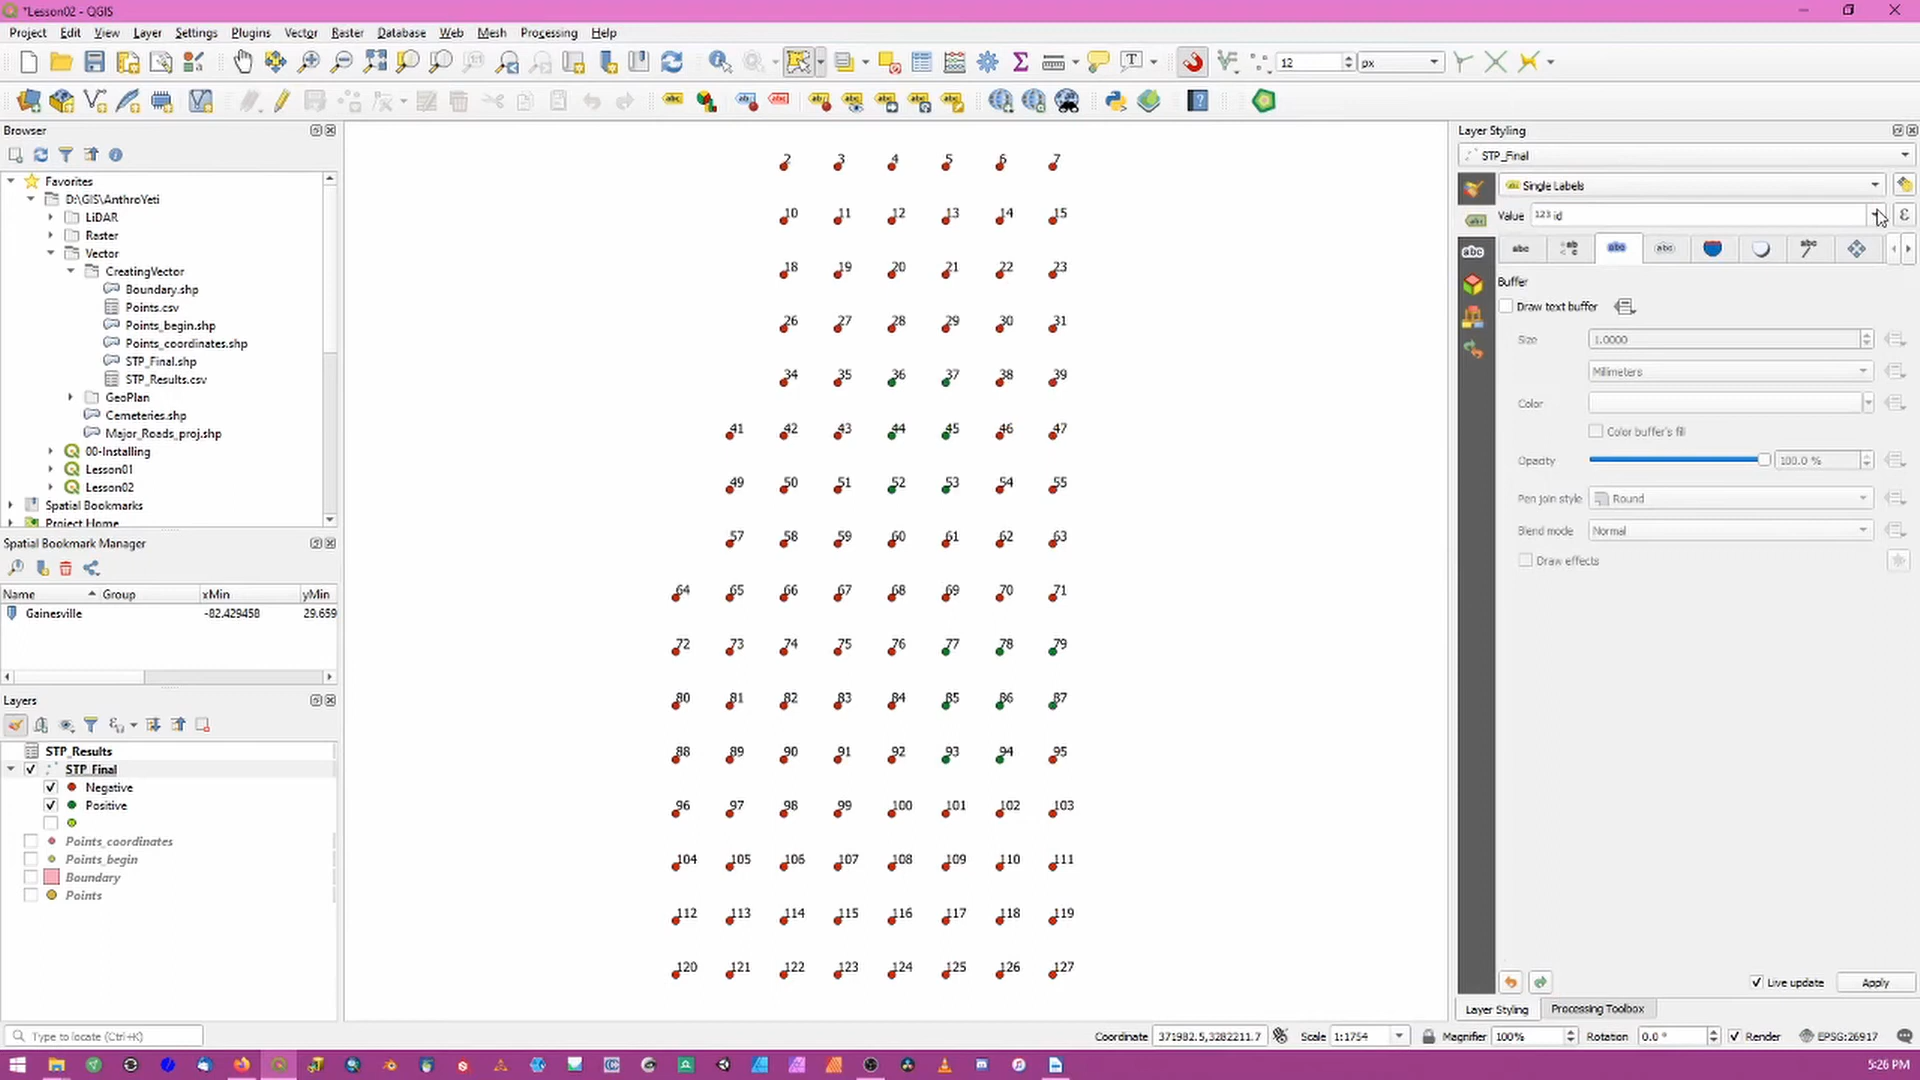 *Lesson02 - QGIS
Project Edit View Layer Settings Plugins Vector Raster Database Web Mesh Processing Help
12 px
Browser
Favorites
D:\GIS\AnthroYeti
LiDAR
Raster
Vector
CreatingVector
Boundary.shp
Points.csv
Points_begin.shp
Points_coordinates.shp
STP_Final.shp
STP_Results.csv
GeoPlan
Cemeteries.shp
Major_Roads_proj.shp
00-Installing
Lesson01
Lesson02
Spatial Bookmarks
Project Home
Spatial Bookmark Manager
Name Group xMin yMin
Gainesville -82.429458 29.659
Layers
STP_Results
STP_Final
Negative
Positive
Points_coordinates
Points_begin
Boundary
Points
2 3 4 5 6 7
10 11 12 13 14 15
18 19 20 21 22 23
26 27 28 29 30 31
34 35 36 37 38 39
41 42 43 44 45 46 47
49 50 51 52 53 54 55
57 58 59 60 61 62 63
64 65 66 67 68 69 70 71
72 73 74 75 76 77 78 79
80 81 82 83 84 85 86 87
88 89 90 91 92 93 94 95
96 97 98 99 100 101 102 103
104 105 106 107 108 109 110 111
112 113 114 115 116 117 118 119
120 121 122 123 124 125 126 127
Layer Styling
STP_Final
Single Labels
Value 123 id
Buffer
Draw text buffer
Size 1.0000
Millimeters
Color
Color buffer's fill
Opacity 100.0 %
Pen join style Round
Blend mode Normal
Draw effects
Live update Apply
Layer Styling Processing Toolbox
Type to locate (Ctrl+K) Coordinate 371982.5,3282211.7 Scale 1:1754 Magnifier 100% Rotation 0.0 ° Render EPSG:26917
5:26 PM